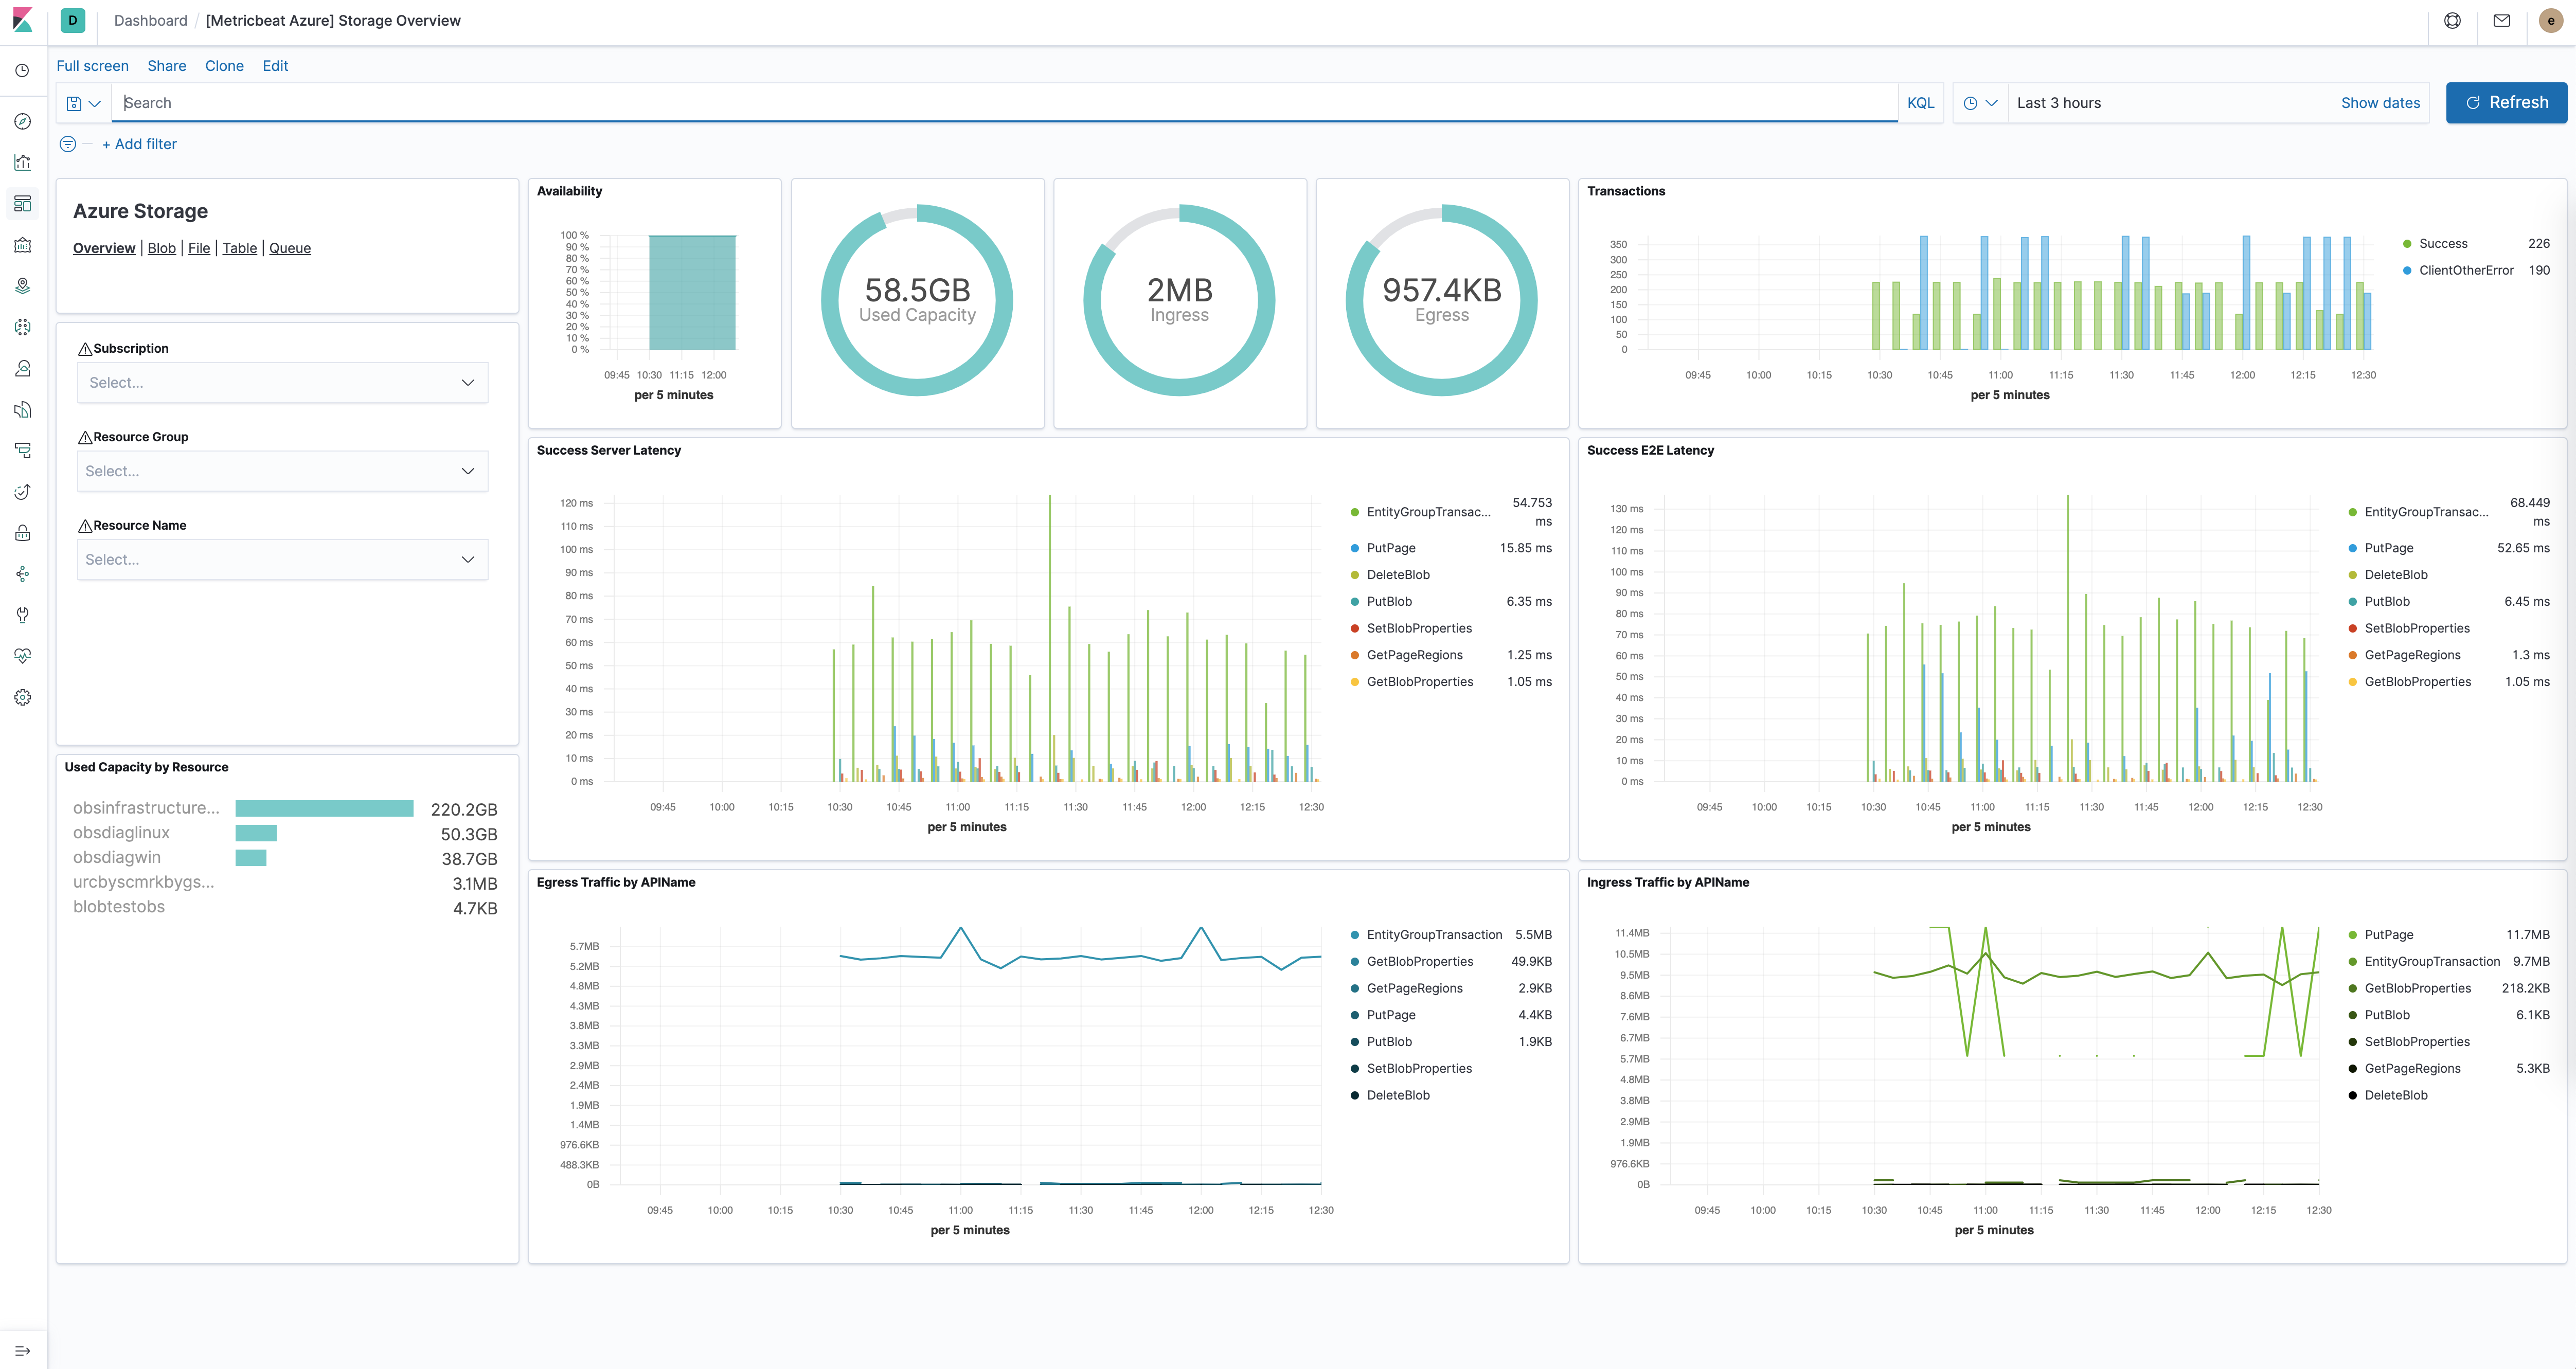 D Dashboard / [Metricbeat Azure] Storage Overview e
Full screen Share Clone Edit
Search KQL Last 3 hours Show dates Refresh
+ Add filter
Azure Storage
Overview | Blob | File | Table | Queue
Subscription
Select...
Resource Group
Select...
Resource Name
Select...
Used Capacity by Resource
obsinfrastructure... 220.2GB
obsdiaglinux 50.3GB
obsdiagwin 38.7GB
urcbyscmrkbygs... 3.1MB
blobtestobs 4.7KB
Availability
100 %
90 %
80 %
70 %
60 %
50 %
40 %
30 %
20 %
10 %
0 %
09:45 10:30 11:15 12:00
per 5 minutes
58.5GB
Used Capacity
2MB
Ingress
957.4KB
Egress
Transactions
350
300
250
200
150
100
50
0
09:45 10:00 10:15 10:30 10:45 11:00 11:15 11:30 11:45 12:00 12:15 12:30
per 5 minutes
Success 226
ClientOtherError 190
Success Server Latency
120 ms
110 ms
100 ms
90 ms
80 ms
70 ms
60 ms
50 ms
40 ms
30 ms
20 ms
10 ms
0 ms
09:45 10:00 10:15 10:30 10:45 11:00 11:15 11:30 11:45 12:00 12:15 12:30
per 5 minutes
EntityGroupTransac... 54.753
ms
PutPage 15.85 ms
DeleteBlob
PutBlob 6.35 ms
SetBlobProperties
GetPageRegions 1.25 ms
GetBlobProperties 1.05 ms
Success E2E Latency
130 ms
120 ms
110 ms
100 ms
90 ms
80 ms
70 ms
60 ms
50 ms
40 ms
30 ms
20 ms
10 ms
0 ms
09:45 10:00 10:15 10:30 10:45 11:00 11:15 11:30 11:45 12:00 12:15 12:30
per 5 minutes
EntityGroupTransac... 68.449
ms
PutPage 52.65 ms
DeleteBlob
PutBlob 6.45 ms
SetBlobProperties
GetPageRegions 1.3 ms
GetBlobProperties 1.05 ms
Egress Traffic by APIName
5.7MB
5.2MB
4.8MB
4.3MB
3.8MB
3.3MB
2.9MB
2.4MB
1.9MB
1.4MB
976.6KB
488.3KB
0B
09:45 10:00 10:15 10:30 10:45 11:00 11:15 11:30 11:45 12:00 12:15 12:30
per 5 minutes
EntityGroupTransaction 5.5MB
GetBlobProperties 49.9KB
GetPageRegions 2.9KB
PutPage 4.4KB
PutBlob 1.9KB
SetBlobProperties
DeleteBlob
Ingress Traffic by APIName
11.4MB
10.5MB
9.5MB
8.6MB
7.6MB
6.7MB
5.7MB
4.8MB
3.8MB
2.9MB
1.9MB
976.6KB
0B
09:45 10:00 10:15 10:30 10:45 11:00 11:15 11:30 11:45 12:00 12:15 12:30
per 5 minutes
PutPage 11.7MB
EntityGroupTransaction 9.7MB
GetBlobProperties 218.2KB
PutBlob 6.1KB
SetBlobProperties
GetPageRegions 5.3KB
DeleteBlob